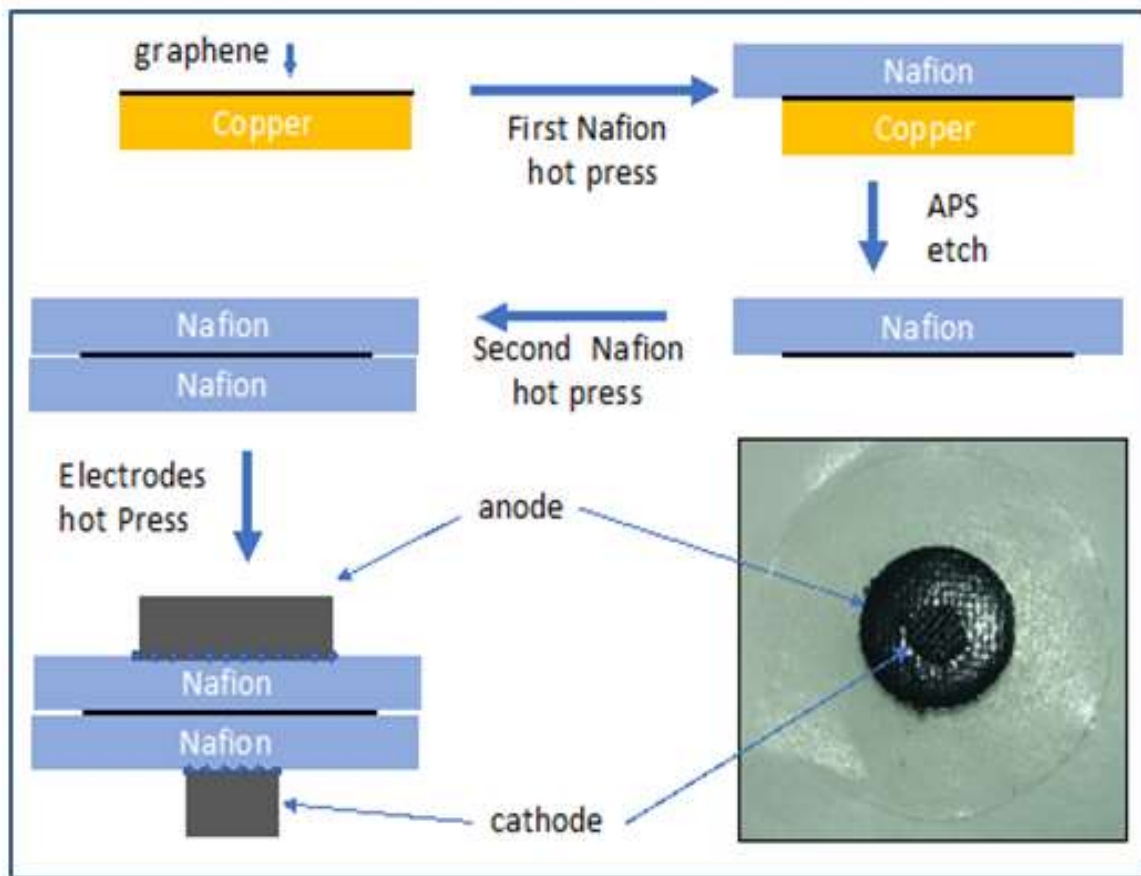 graphene
Copper
First Nafion
hot press
Nafion
Copper
APS
etch
Nafion
Second Nafion
hot press
Nafion
Nafion
Electrodes
hot Press
anode
Nafion
Nafion
cathode